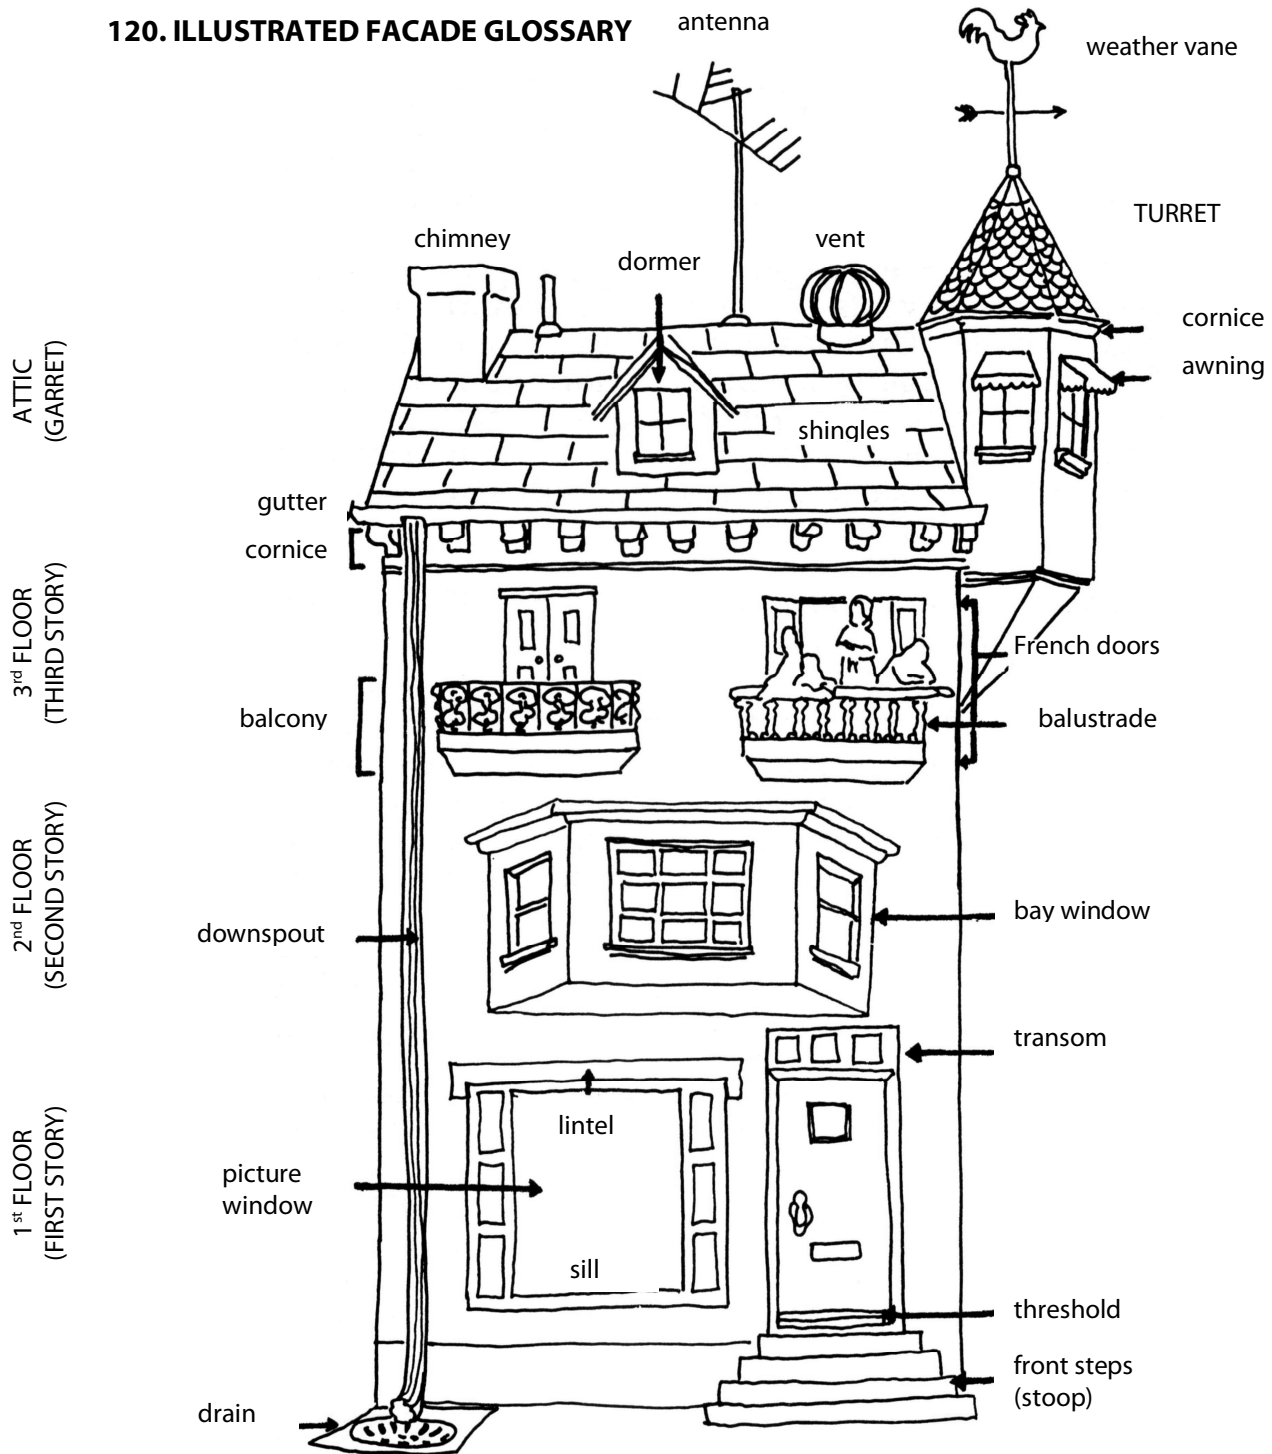 120. ILLUSTRATED FACADE GLOSSARY
antenna
weather vane
TURRET
chimney
dormer
vent
cornice
awning
ATTIC
(GARRET)
shingles
gutter
cornice
3rd FLOOR
(THIRD STORY)
French doors
balcony
balustrade
2nd FLOOR
(SECOND STORY)
bay window
downspout
transom
lintel
1st FLOOR
(FIRST STORY)
picture
window
sill
threshold
front steps
(stoop)
drain